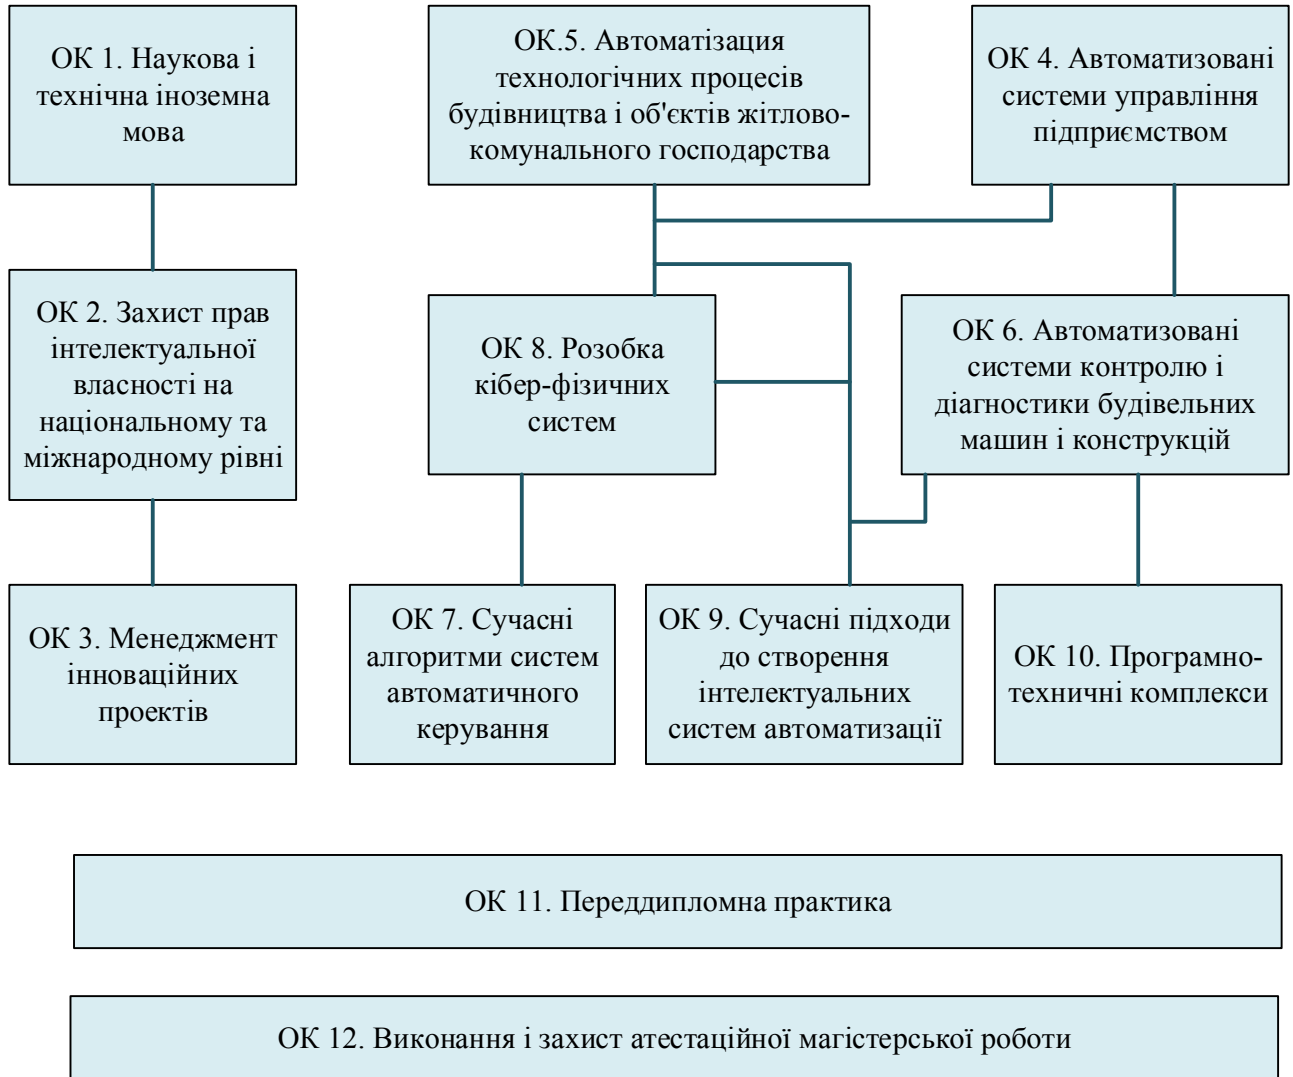 ОК 1. Наукова і
технічна іноземна
мова
ОК.5. Автоматізация
технологічних процесів
будівництва і об'єктів жітлово-
комунального господарства
ОК 4. Автоматизовані
системи управління
підприємством
ОК 2. Захист прав
інтелектуальної
власності на
національному та
міжнародному рівні
ОК 8. Розобка
кібер-фізичних
систем
ОК 6. Автоматизовані
системи контролю і
діагностики будівельних
машин і конструкцій
ОК 3. Менеджмент
інноваційних
проектів
ОК 7. Сучасні
алгоритми систем
автоматичного
керування
ОК 9. Сучасні підходи
до створення
інтелектуальних
систем автоматизації
ОК 10. Програмно-
техничні комплекси
ОК 11. Переддипломна практика
ОК 12. Виконання і захист атестаційної магістерської роботи